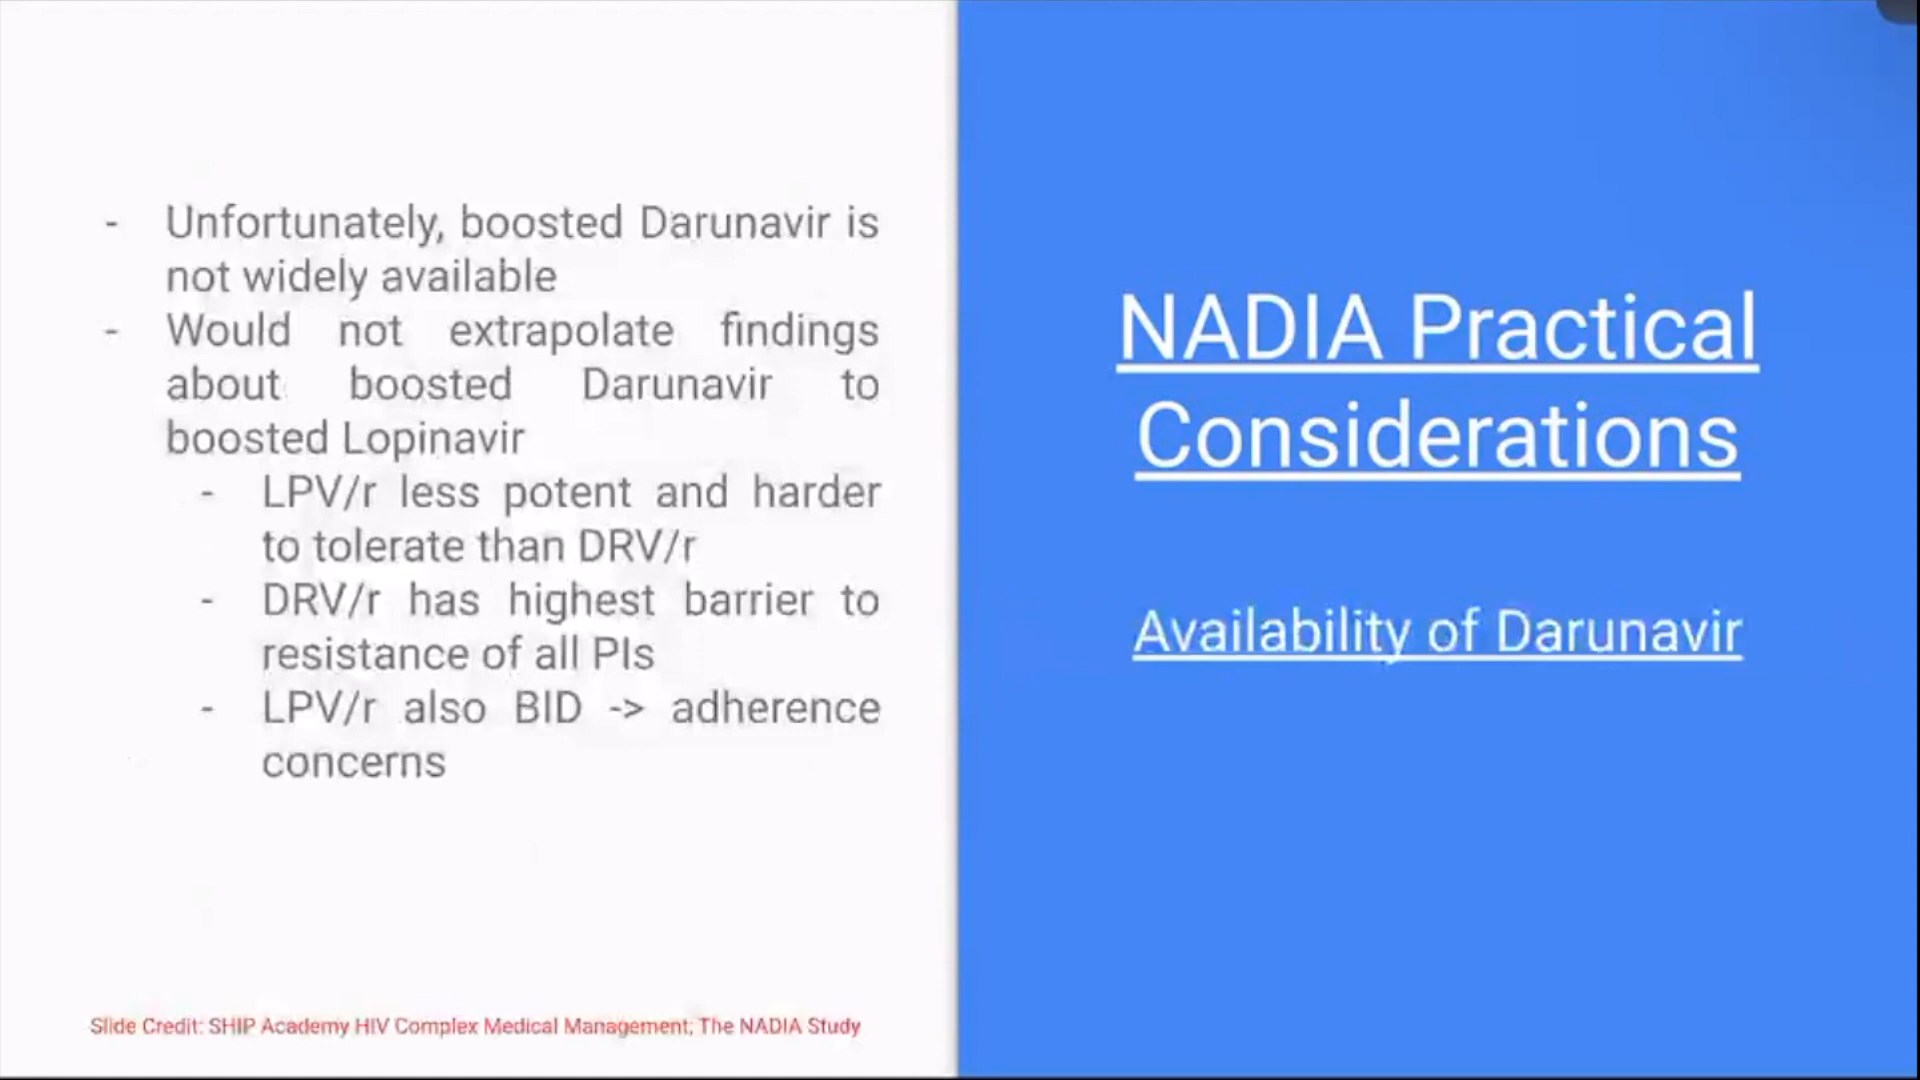 - Unfortunately, boosted Darunavir is
not widely available
- Would not extrapolate findings
about boosted Darunavir to
boosted Lopinavir
- LPV/r less potent and harder
to tolerate than DRV/r
- DRV/r has highest barrier to
resistance of all PIs
- LPV/r also BID -> adherence
concerns
Slide Credit: SHIP Academy HIV Complex Medical Management; The NADIA Study
NADIA Practical
Considerations
Availability of Darunavir